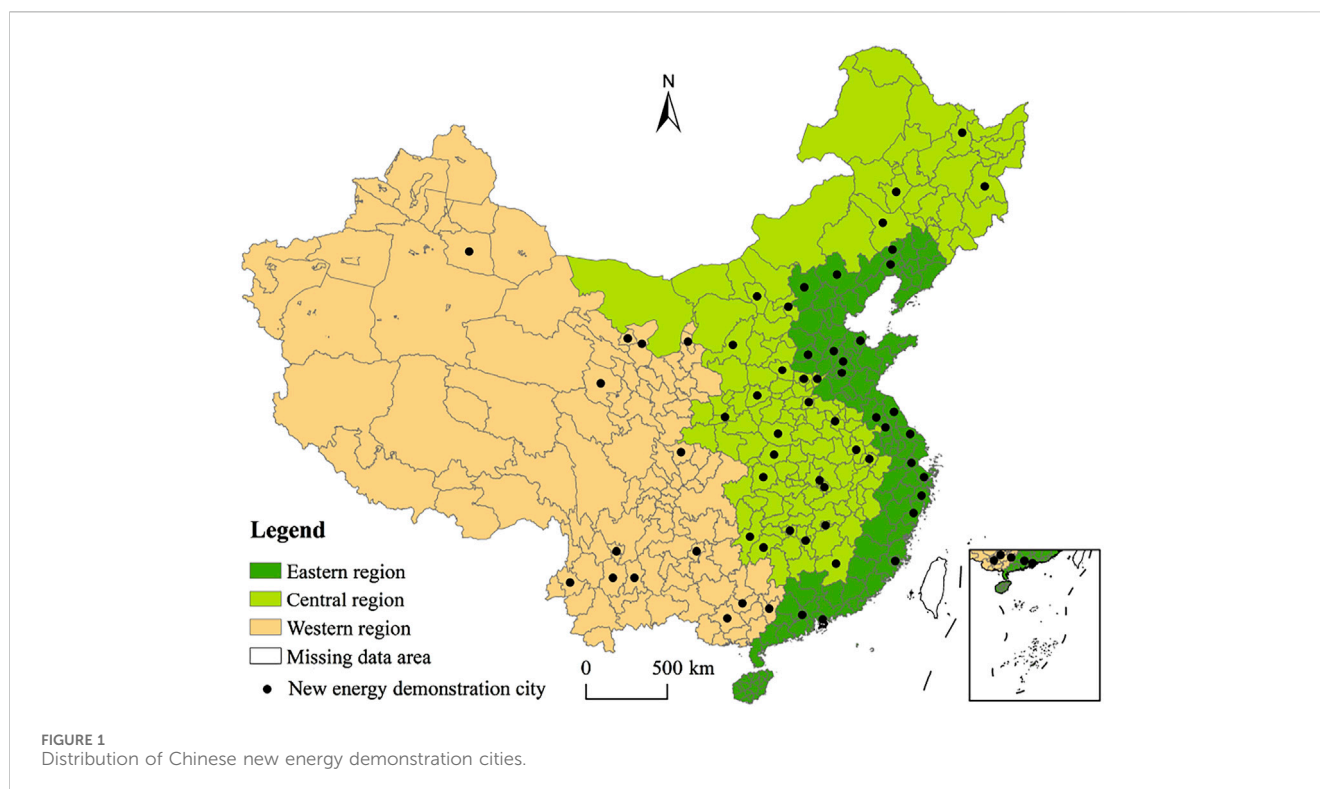 N
Legend
Eastern region
Central region
Western region
Missing data area
New energy demonstration city
0 500 km
FIGURE 1
Distribution of Chinese new energy demonstration cities.